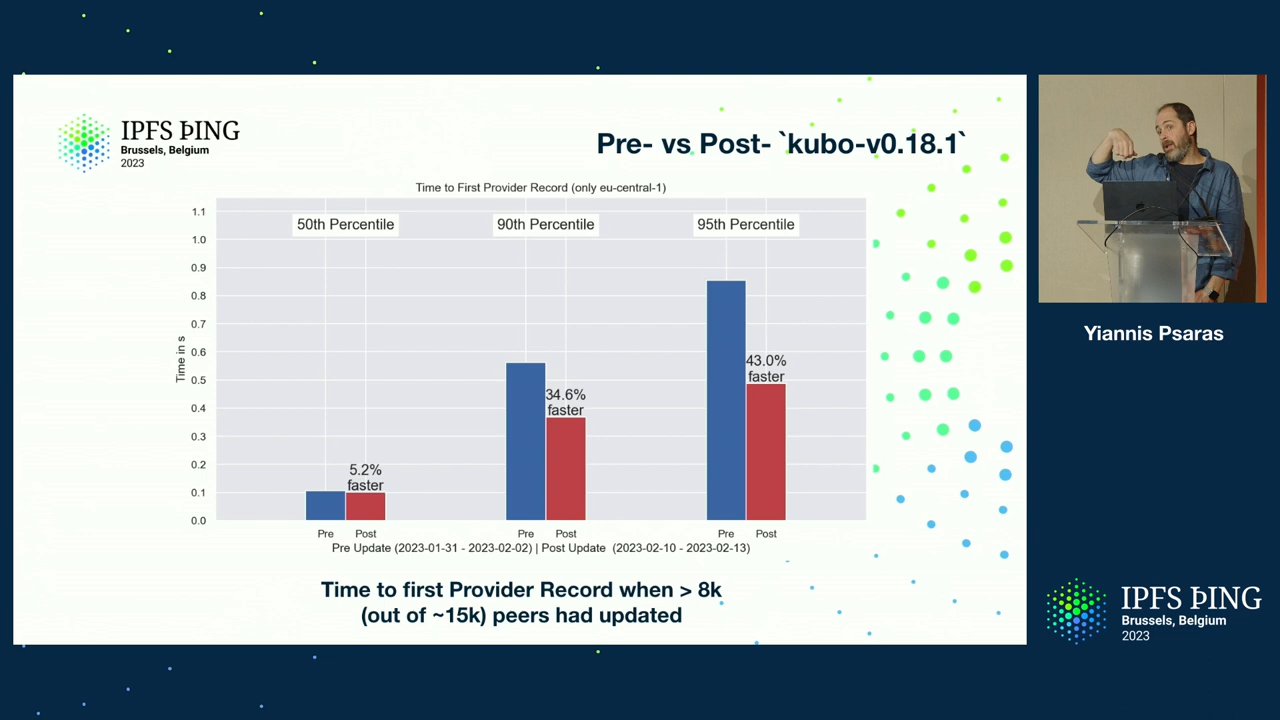 IPFS ÞING
Brussels, Belgium
2023
Pre- vs Post- `kubo-v0.18.1`
Time to First Provider Record (only eu-central-1)
50th Percentile
90th Percentile
95th Percentile
Time in s
1.1
1.0
0.9
0.8
0.7
0.6
0.5
0.4
0.3
0.2
0.1
0.0
5.2%
faster
34.6%
faster
43.0%
faster
Pre Post Pre Post Pre Post
Pre Update (2023-01-31 - 2023-02-02) | Post Update (2023-02-10 - 2023-02-13)
Time to first Provider Record when > 8k
(out of ~15k) peers had updated
Yiannis Psaras
IPFS ÞING
Brussels, Belgium
2023